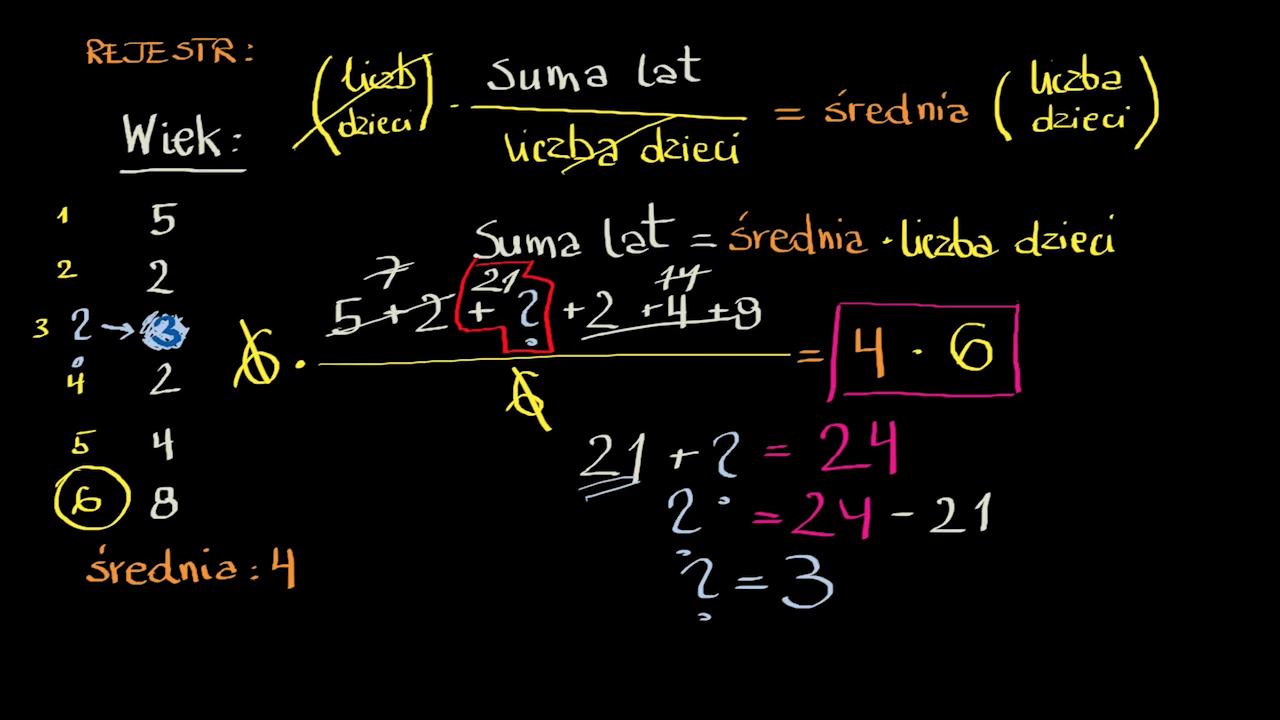 REJESTR:
(liczb dzieci) · Suma lat / liczba dzieci = średnia (liczba dzieci)
Wiek:
1 5
2 2
3 ? → 3
4 2
5 4
6 8
średnia: 4
Suma lat = średnia · liczba dzieci
7 21 14
6 · 5 + 2 + ? + 2 + 4 + 8 / 6 = 4 · 6
21 + ? = 24
? = 24 - 21
? = 3